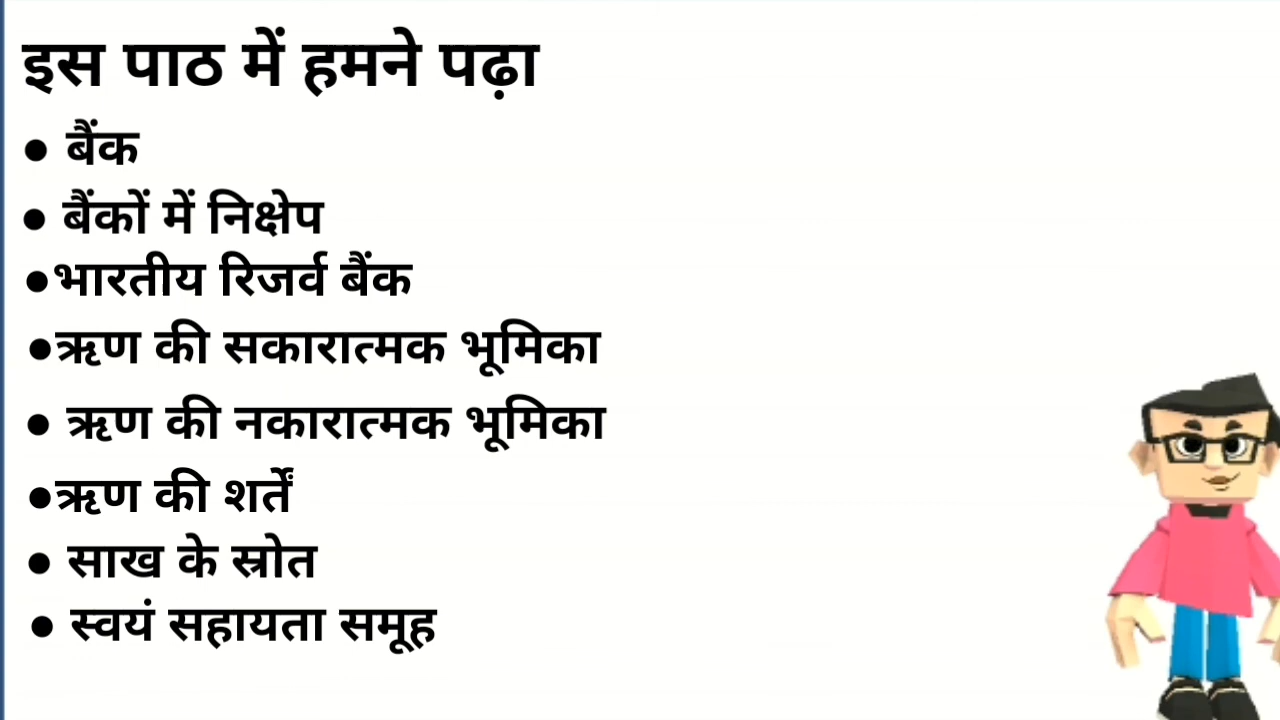 इस पाठ में हमने पढ़ा
• बैंक
• बैंकों में निक्षेप
•भारतीय रिजर्व बैंक
•ऋण की सकारात्मक भूमिका
• ऋण की नकारात्मक भूमिका
•ऋण की शर्तें
• साख के स्रोत
• स्वयं सहायता समूह